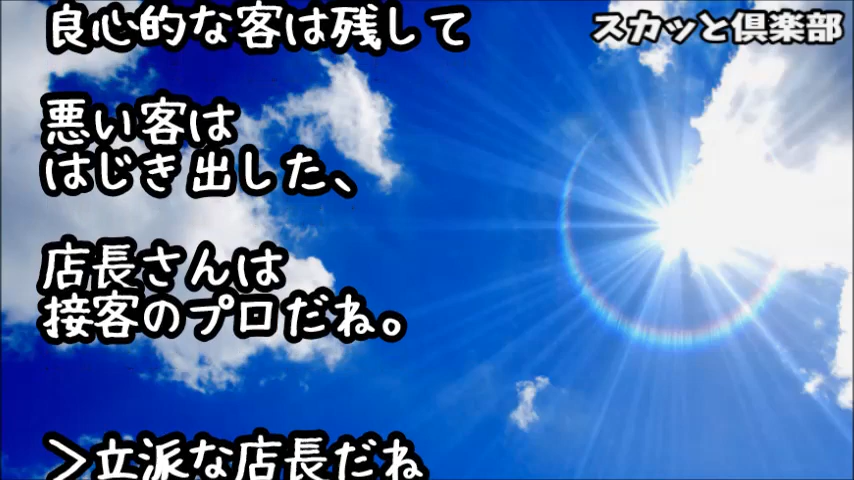 良心的な客は残して
スカッと倶楽部
悪い客は
はじき出した、
店長さんは
接客のプロだね。
＞立派な店長だね